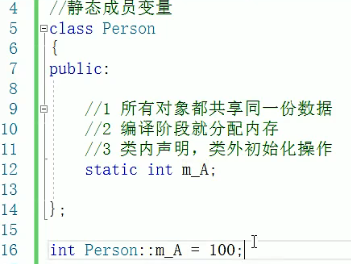 4 //静态成员变量
5 class Person
6 {
7 public:
8
9 //1 所有对象都共享同一份数据
10 //2 编译阶段就分配内存
11 //3 类内声明，类外初始化操作
12 static int m_A;
13
14 };
15
16 int Person::m_A = 100;